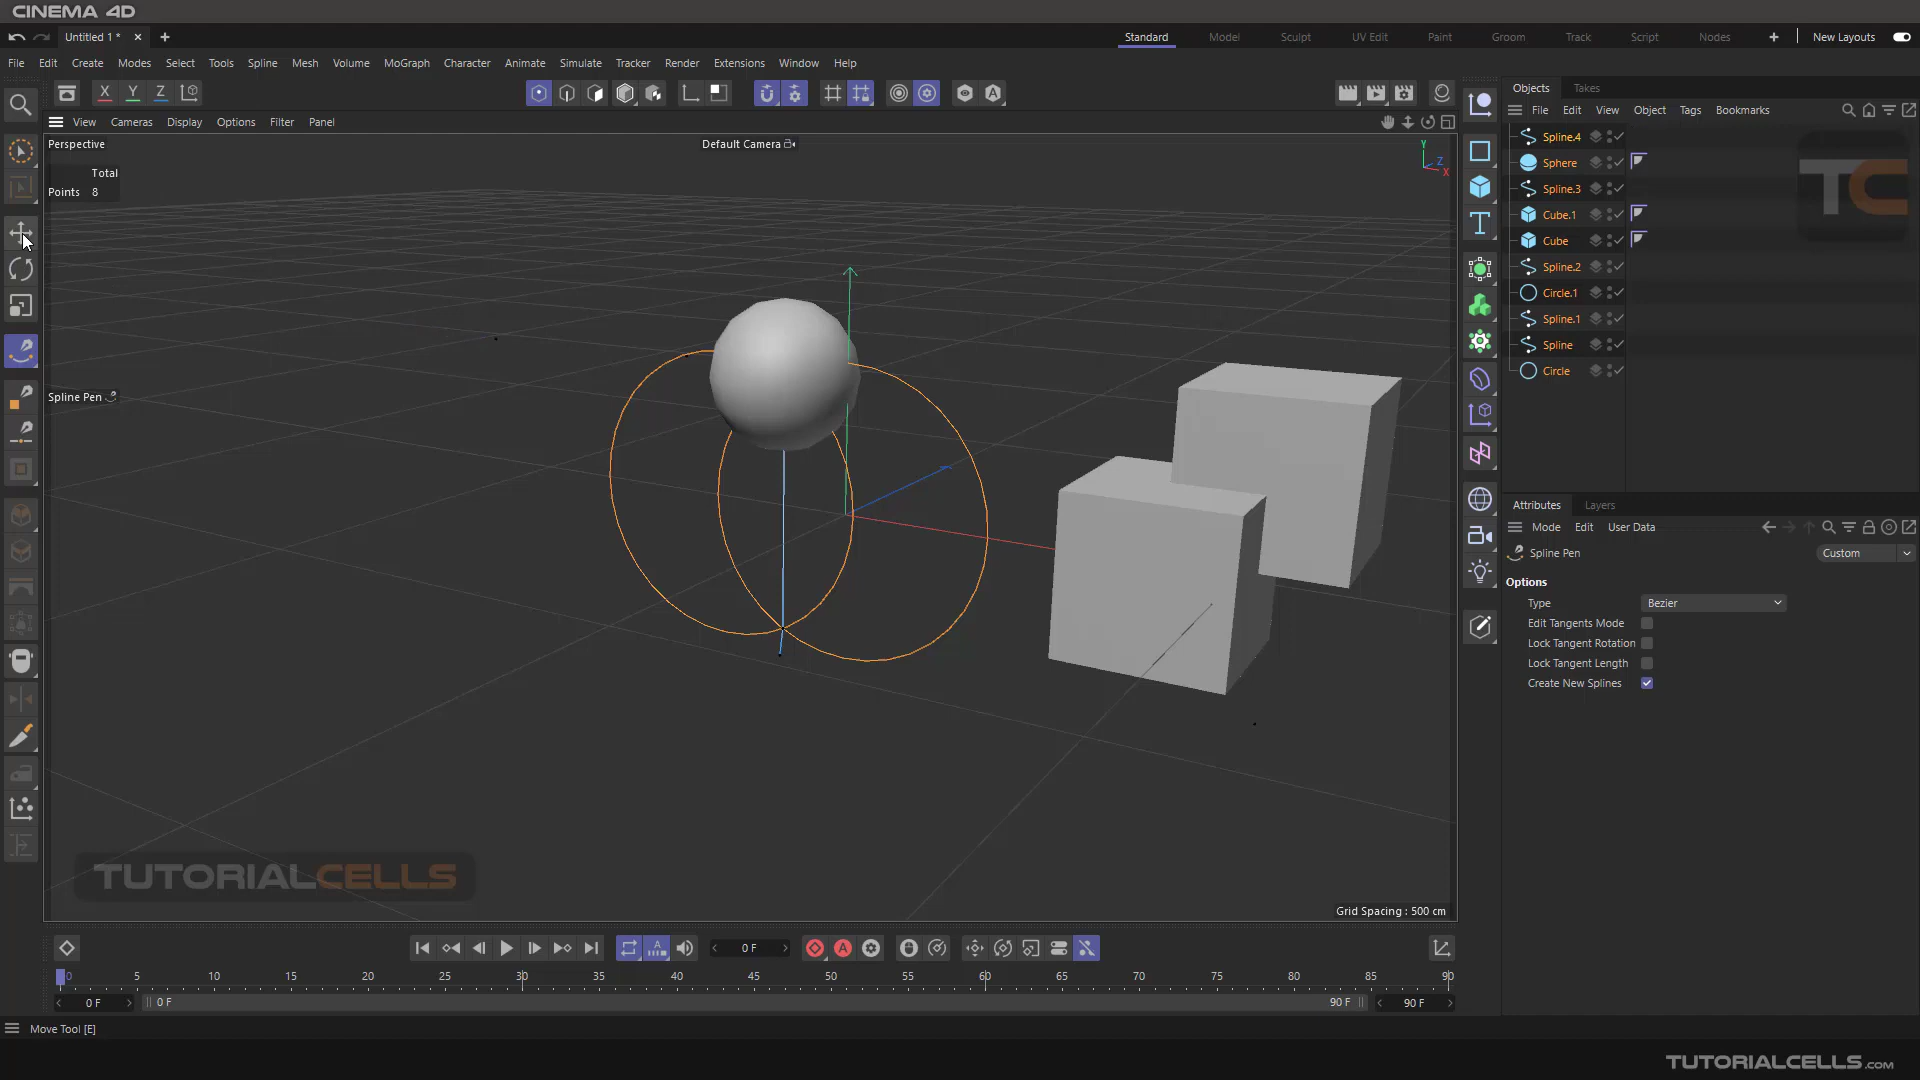 CINEMA 4D
Untitled 1 *
Standard Model Sculpt UV Edit Paint Groom Track Script Nodes New Layouts
File Edit Create Modes Select Tools Spline Mesh Volume MoGraph Character Animate Simulate Tracker Render Extensions Window Help
X Y Z
Objects Takes
File Edit View Object Tags Bookmarks
View Cameras Display Options Filter Panel
Perspective
Default Camera
Y
Z
X
Total
Points 8
Spline Pen
Spline.4
Sphere
Spline.3
Cube.1
Cube
Spline.2
Circle.1
Spline.1
Spline
Circle
TC
Attributes Layers
Mode Edit User Data
Spline Pen
Custom
Options
Type Bezier
Edit Tangents Mode
Lock Tangent Rotation
Lock Tangent Length
Create New Splines
TUTORIALCELLS
Grid Spacing : 500 cm
0 F
0 5 10 15 20 25 30 35 40 45 50 55 60 65 70 75 80 85 90
0 F 0 F 90 F 90 F
Move Tool [E]
TUTORIALCELLS.com